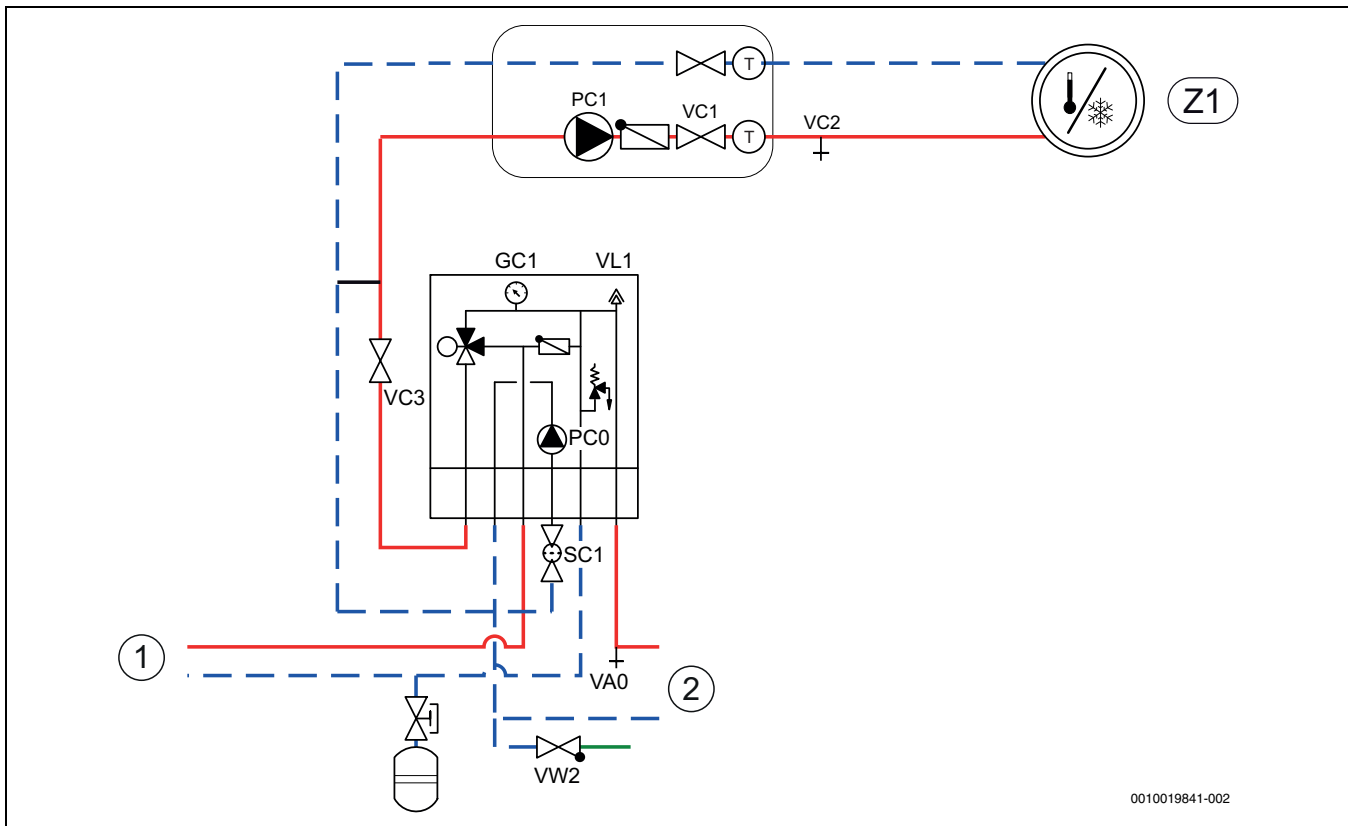 T
PC1
VC1
T
VC2
Z1
GC1
VL1
VC3
PC0
SC1
1
VA0
2
VW2
0010019841-002